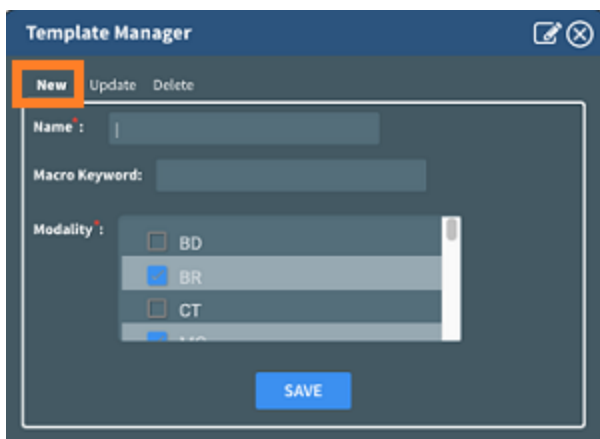 Template Manager
New Update Delete
Name*:
Macro Keyword:
Modality*:
BD
BR
CT
SAVE